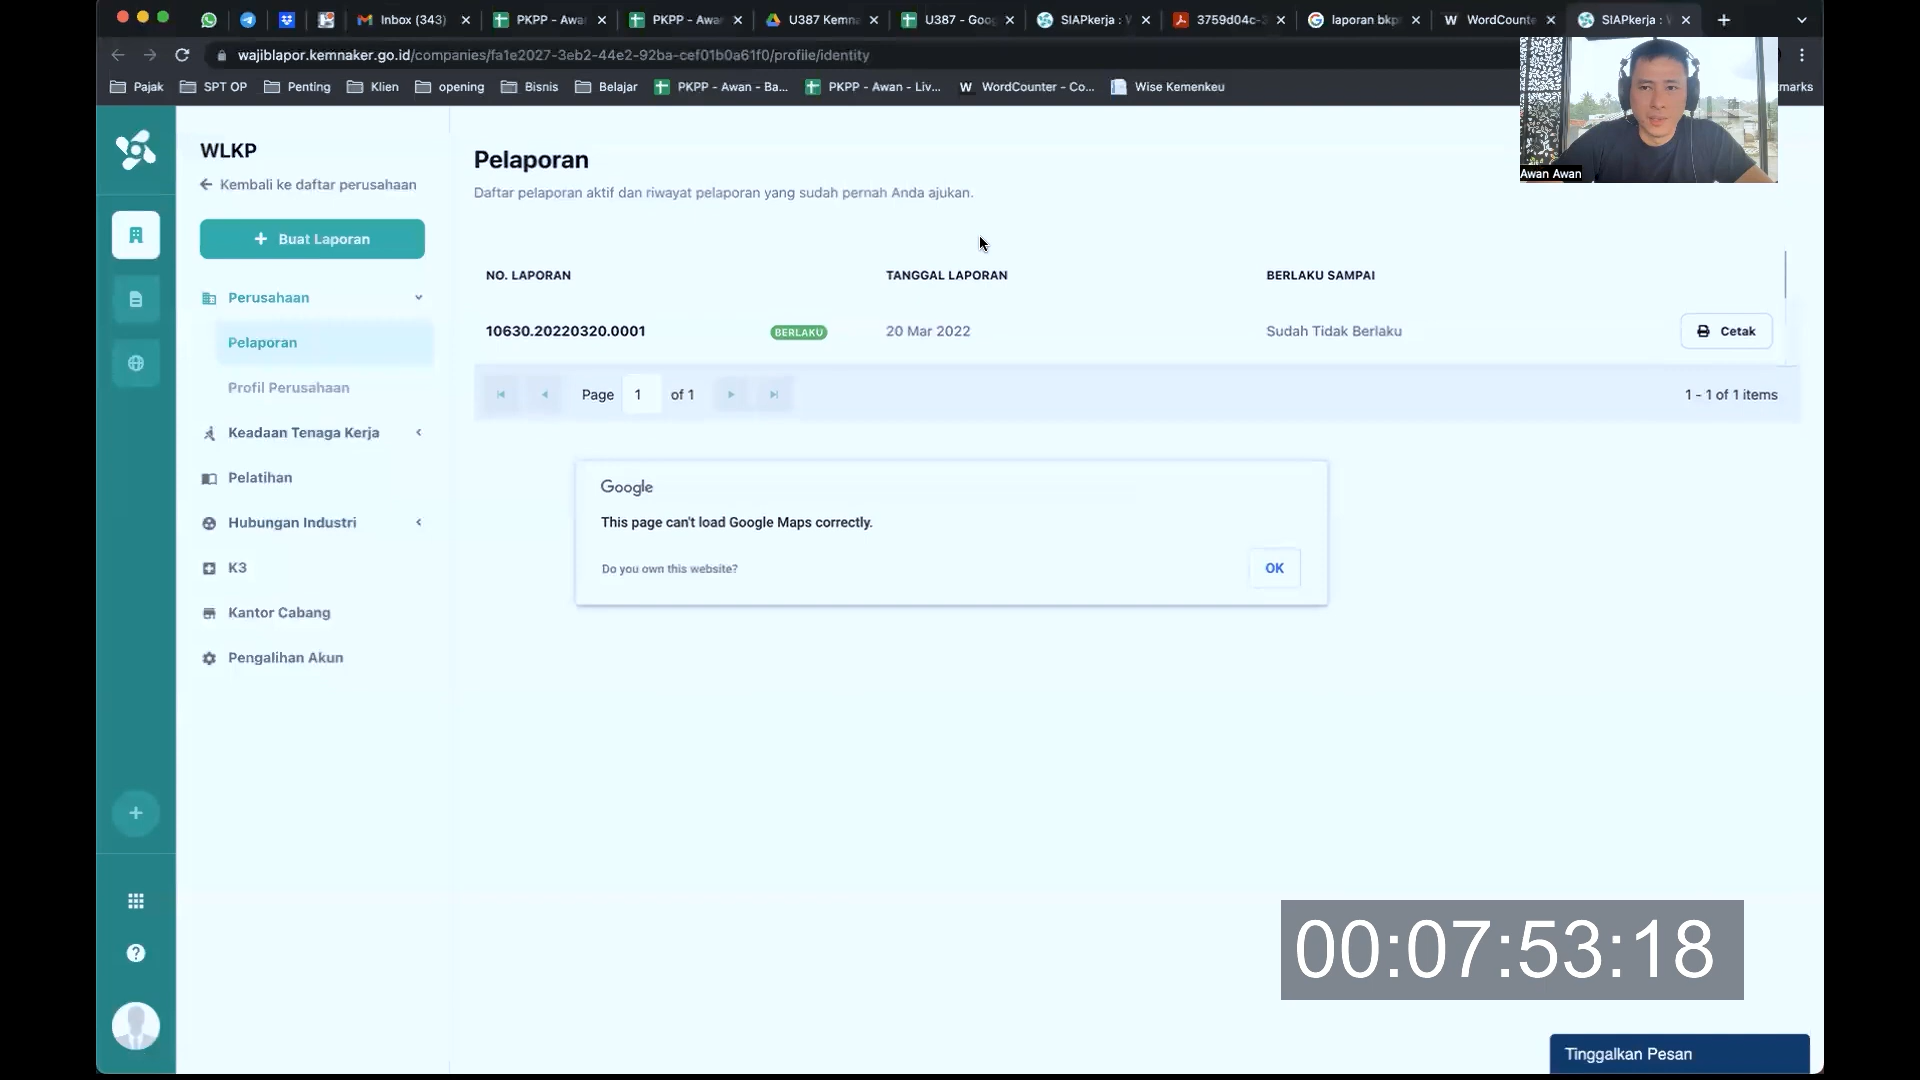 Inbox (343)
PKPP - Awa
PKPP - Awa
U387 Kemn
U387 - Goo
SIAPkerja :
3759d04c-
laporan bkp
WordCounte
SIAPkerja :
wajiblapor.kemnaker.go.id/companies/fa1e2027-3eb2-44e2-92ba-cef01b0a61f0/profile/identity
Pajak
SPT OP
Penting
Klien
opening
Bisnis
Belajar
PKPP - Awan - Ba...
PKPP - Awan - Liv...
W
WordCounter - Co...
Wise Kemenkeu
marks
Awan Awan
WLKP
Kembali ke daftar perusahaan
+ Buat Laporan
Perusahaan
Pelaporan
Profil Perusahaan
Keadaan Tenaga Kerja
Pelatihan
Hubungan Industri
K3
Kantor Cabang
Pengalihan Akun
Pelaporan
Daftar pelaporan aktif dan riwayat pelaporan yang sudah pernah Anda ajukan.
NO. LAPORAN
TANGGAL LAPORAN
BERLAKU SAMPAI
10630.20220320.0001
BERLAKU
20 Mar 2022
Sudah Tidak Berlaku
Cetak
Page 1 of 1
1 - 1 of 1 items
Google
This page can't load Google Maps correctly.
Do you own this website?
OK
00:07:53:18
Tinggalkan Pesan